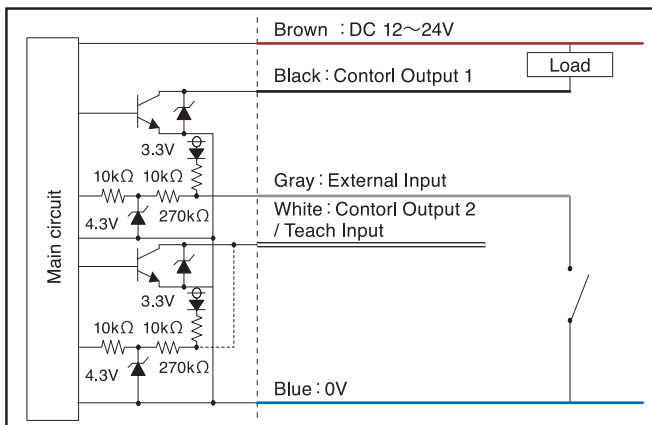 Brown : DC 12～24V
Load
Black : Contorl Output 1
3.3V
10kΩ 10kΩ
Gray : External Input
4.3V
270kΩ
White : Contorl Output 2
/ Teach Input
Main circuit
3.3V
10kΩ 10kΩ
4.3V
270kΩ
Blue : 0V